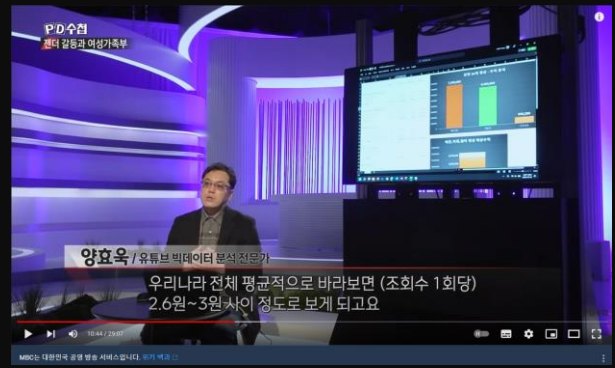 PD수첩
젠더 갈등과 여성가족부
양효욱 / 유튜브 빅데이터 분석 전문가
우리나라 전체 평균적으로 바라보면 (조회수 1회당)
2.6원~3원 사이 정도로 보게 되고요
10:44 / 29:07
MBC는 대한민국 공영 방송 서비스입니다. 위키 백과